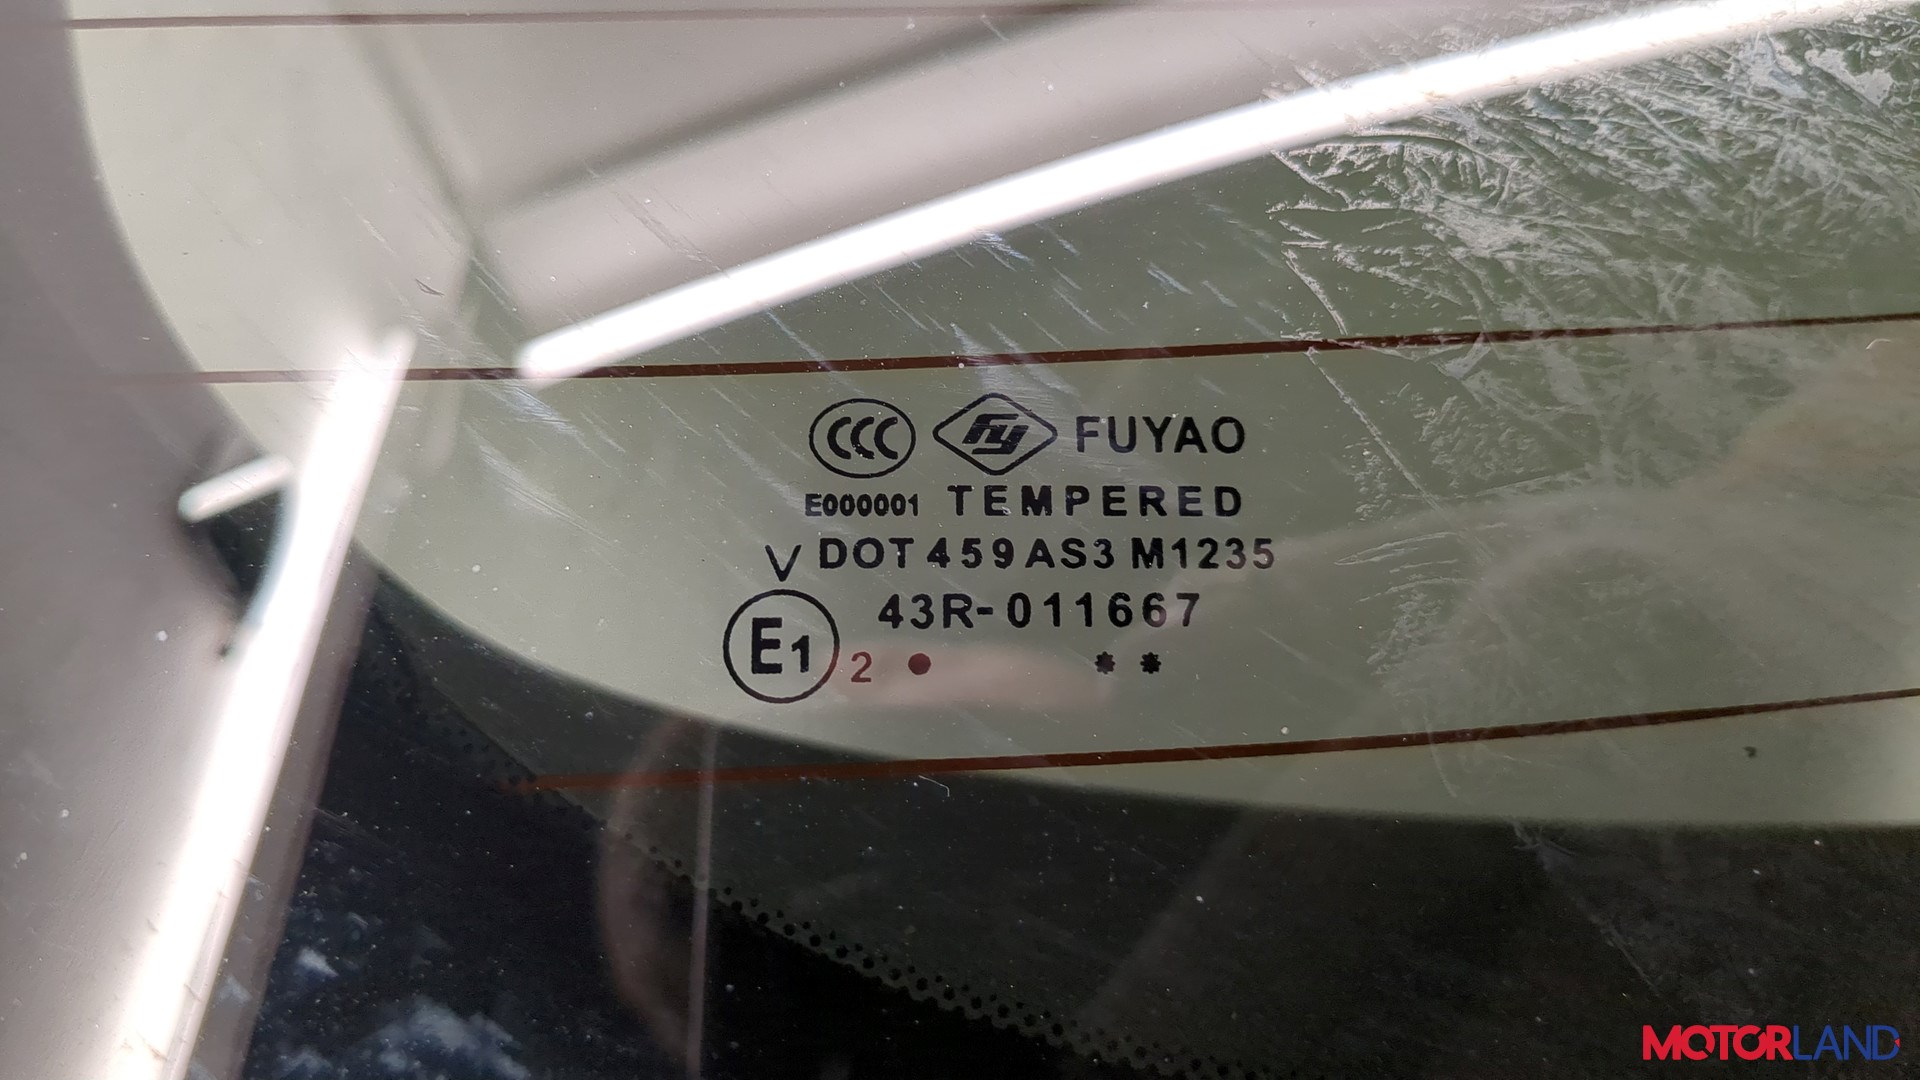 CCC fy FUYAO
E000001 TEMPERED
V DOT 459 AS3 M1235
43R-011667
E1 2 ● * *
MOTORLAND